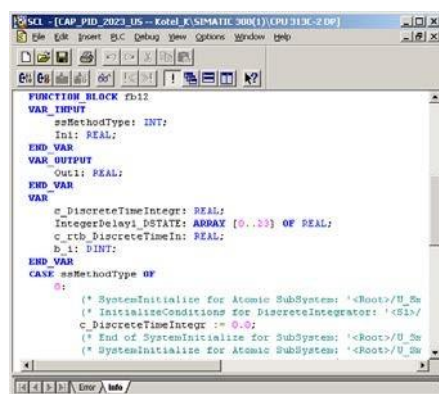 SCL - [CAP_PID_2023_US -- Kotel_K\SIMATIC 300(1)\CPU 313C-2 DP]
File Edit Insert PLC Debug View Options Window Help
FUNCTION_BLOCK fb12
VAR_INPUT
ssMethodType: INT;
In1: REAL;
END_VAR
VAR_OUTPUT
Out1: REAL;
END_VAR
VAR
c_DiscreteTimeIntegr: REAL;
IntegerDelay1_DSTATE: ARRAY [0..23] OF REAL;
c_rtb_DiscreteTimeIn: REAL;
b_i: DINT;
END_VAR
CASE ssMethodType OF
0:
(* SystemInitialize for Atomic SubSystem: '<Root>/U_Sm
(* InitializeConditions for DiscreteIntegrator: '<S1>/
c_DiscreteTimeIntegr := 0.0;
(* End of SystemInitialize for SubSystem: '<Root>/U_Sm
(* SystemInitialize for Atomic SubSystem: '<Root>/U_Sm
Error Info